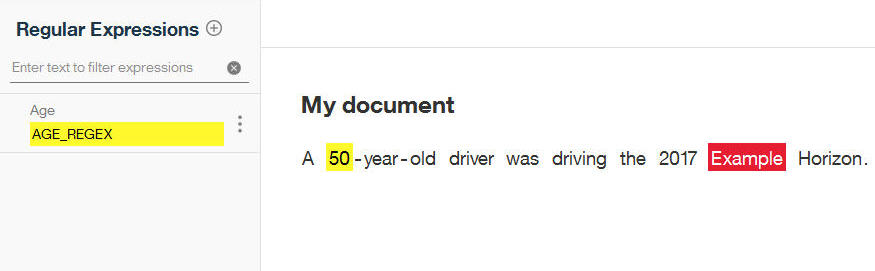 Regular Expressions
Enter text to filter expressions
Age
AGE_REGEX
My document
A 50-year-old driver was driving the 2017 Example Horizon.